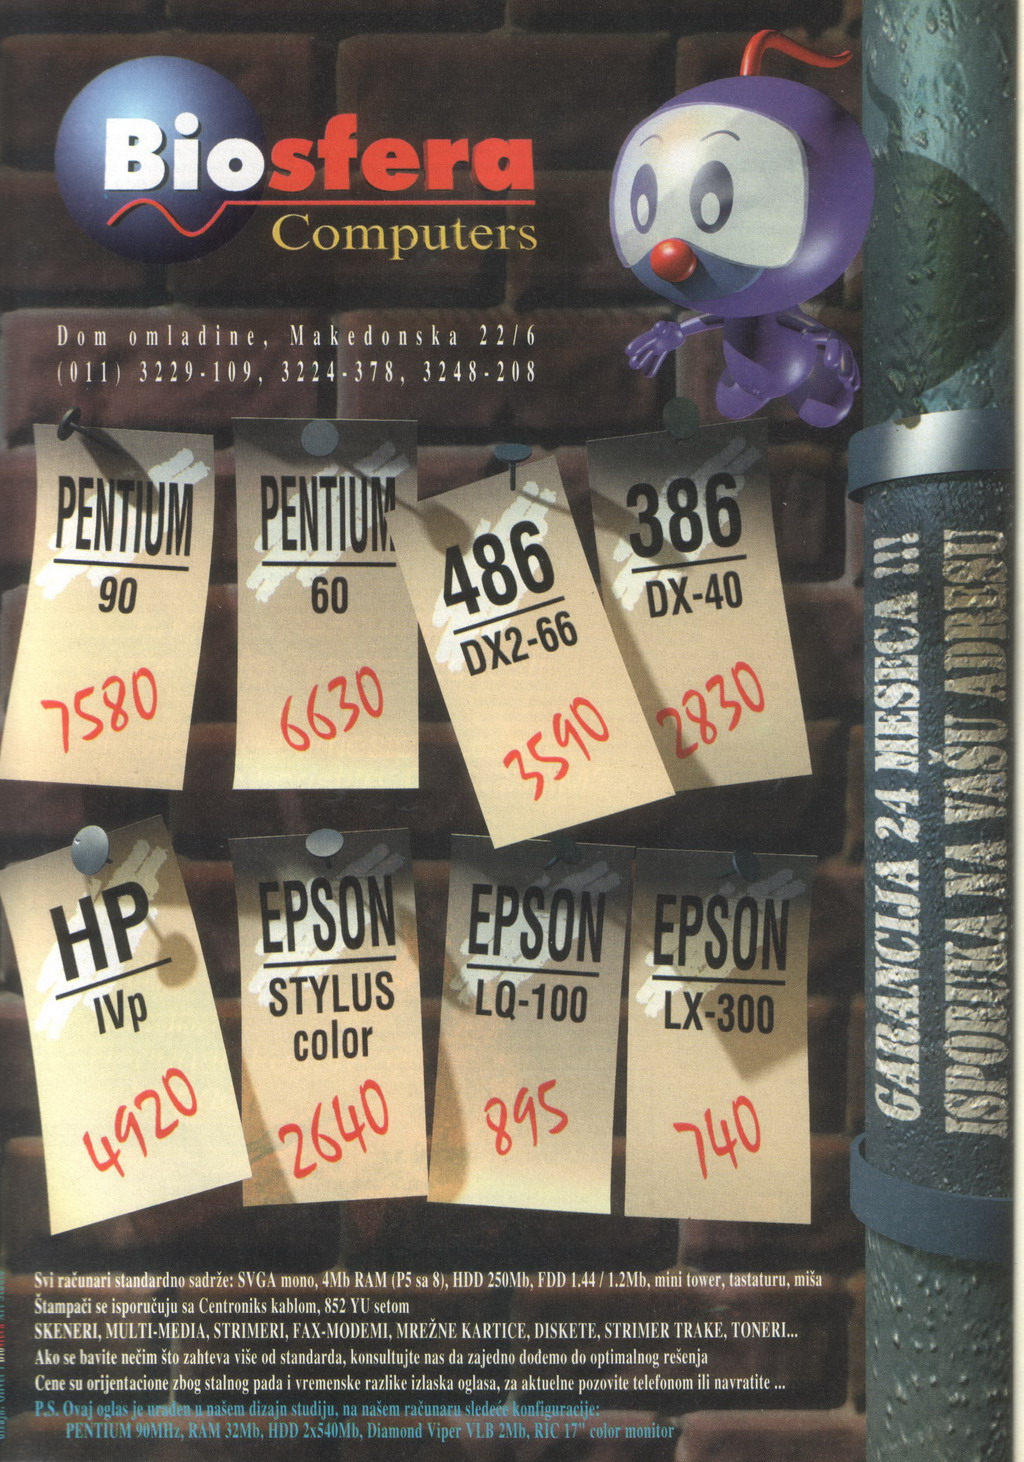 Biosfera
Computers
Dom omladine, Makedonska 22/6
(011) 3229-109, 3224-378, 3248-208
PENTIUM
90
7580
PENTIUM
60
6630
486
DX2-66
3590
386
DX-40
2830
HP
IVp
4920
EPSON
STYLUS
color
2640
EPSON
LQ-100
895
EPSON
LX-300
740
GARANCIJA 24 MESECA !!!
ISPORUKA NA VAŠU ADRESU
Svi računari standardno sadrže: SVGA mono, 4Mb RAM (P5 sa 8), HDD 250Mb, FDD 1.44 / 1.2Mb, mini tower, tastaturu, miša
Štampači se isporučuju sa Centroniks kablom, 852 YU setom
SKENERI, MULTI-MEDIA, STRIMERI, FAX-MODEMI, MREŽNE KARTICE, DISKETE, STRIMER TRAKE, TONERI...
Ako se bavite nečim što zahteva više od standarda, konsultujte nas da zajedno dođemo do optimalnog rešenja
Cene su orijentacione zbog stalnog pada i vremenske razlike izlaska oglasa, za aktuelne pozovite telefonom ili navratite ...
P.S. Ovaj oglas je urađen u našem dizajn studiju, na našem računaru sledeće konfiguracije:
PENTIUM 90MHz, RAM 32Mb, HDD 2x540Mb, Diamond Viper VLB 2Mb, RIC 17" color monitor